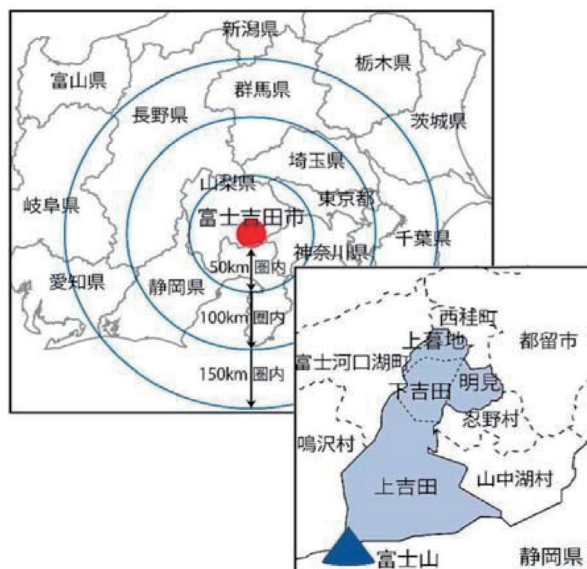 新潟県
富山県
栃木県
群馬県
長野県
茨城県
埼玉県
山梨県
東京都
岐阜県
富士吉田市
千葉県
神奈川県
50km 圏内
愛知県
静岡県
100km 圏内
150km 圏内
西桂町
上暮地
都留市
富士河口湖町
下吉田
明見
忍野村
鳴沢村
上吉田
山中湖村
富士山
静岡県